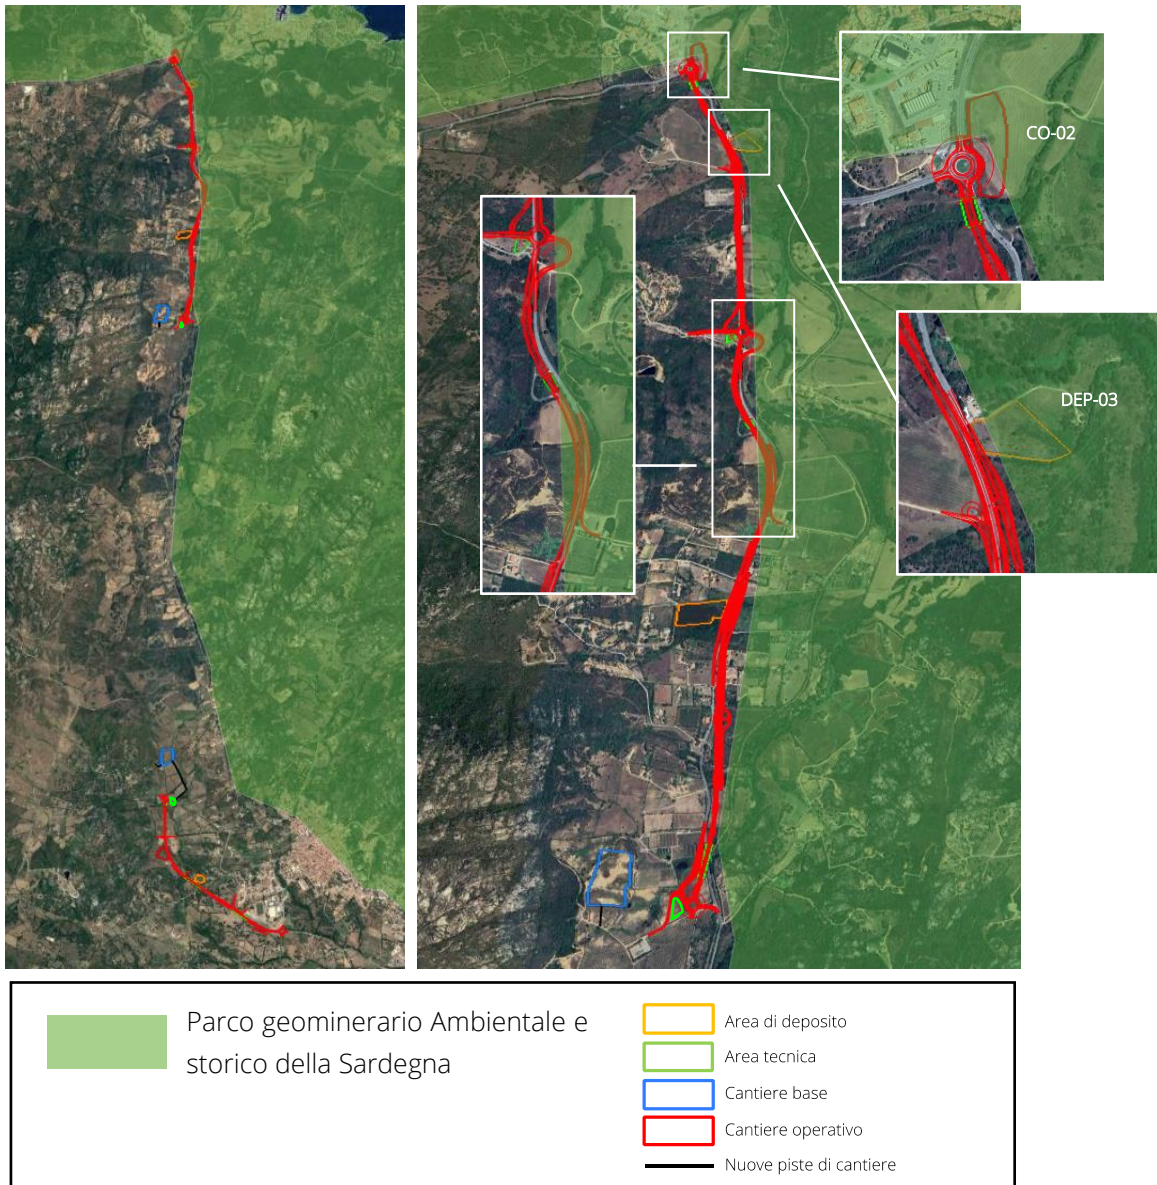 CO-02
DEP-03
Parco geominerario Ambientale e
storico della Sardegna
Area di deposito
Area tecnica
Cantiere base
Cantiere operativo
Nuove piste di cantiere